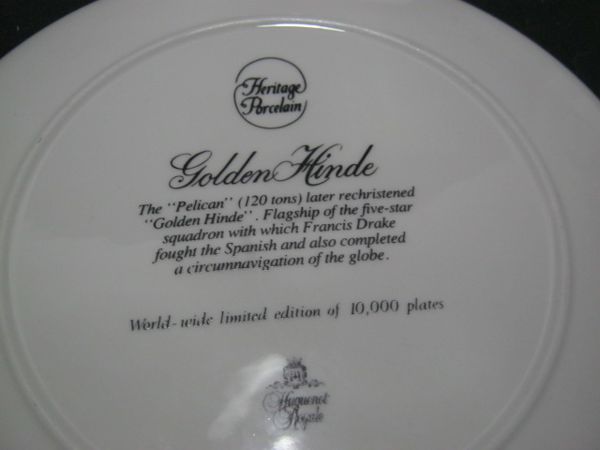 Heritage
Porcelain
Golden Hinde
The "Pelican" (120 tons) later rechristened
"Golden Hinde". Flagship of the five-star
squadron with which Francis Drake
fought the Spanish and also completed
a circumnavigation of the globe.
World-wide limited edition of 10,000 plates
Huguenot
Royale